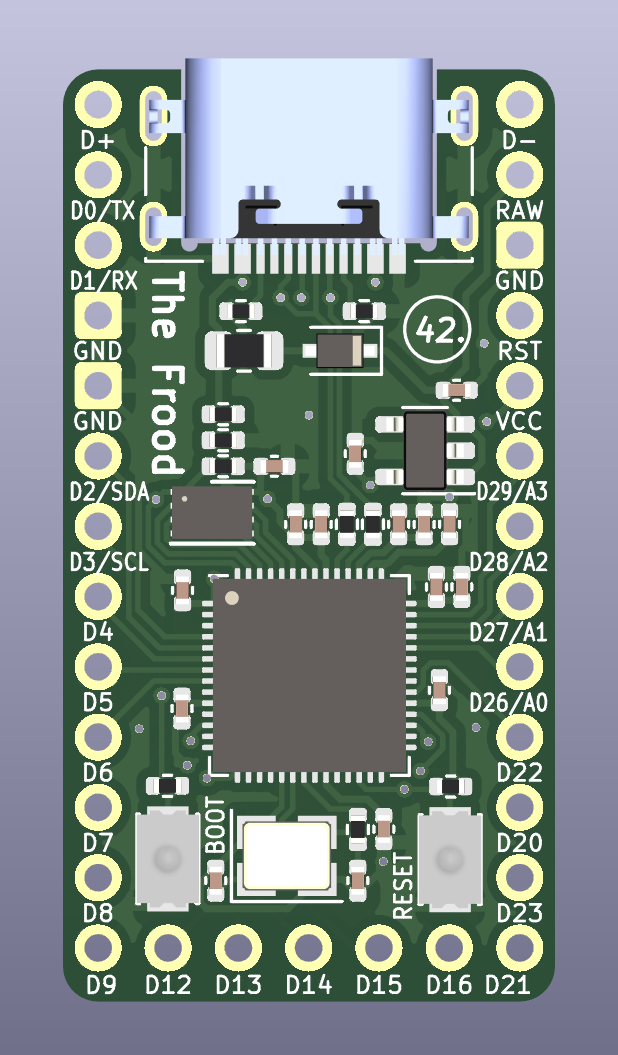 D+
D-
D0/TX
RAW
D1/RX
GND
The Frood
42.
GND
RST
GND
VCC
D2/SDA
D29/A3
D3/SCL
D28/A2
D4
D27/A1
D5
D26/A0
D6
D22
BOOT
D7
D20
RESET
D8
D23
D9
D12
D13
D14
D15
D16
D21